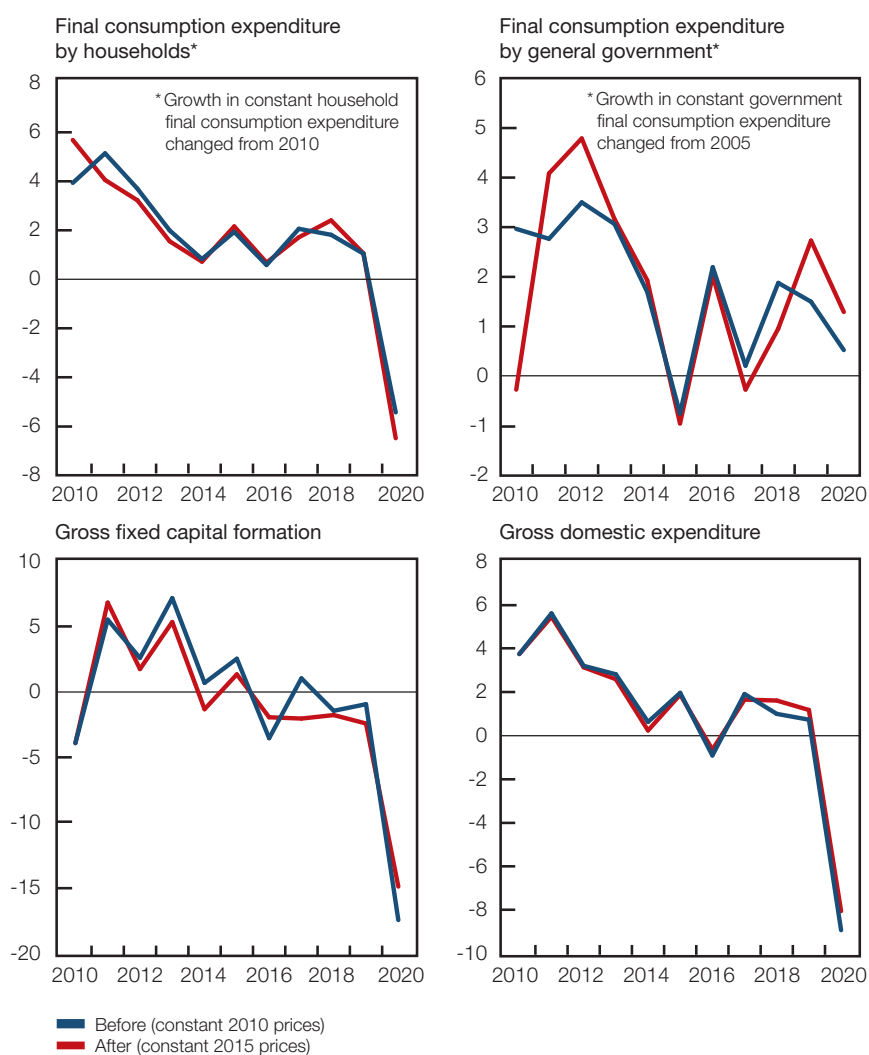 Final consumption expenditure
by households*
8
6
4
2
0
-2
-4
-6
-8
* Growth in constant household
final consumption expenditure
changed from 2010
2010 2012 2014 2016 2018 2020
Final consumption expenditure
by general government*
6
5
4
3
2
1
0
-1
-2
* Growth in constant government
final consumption expenditure
changed from 2005
2010 2012 2014 2016 2018 2020
Gross fixed capital formation
10
5
0
-5
-10
-15
-20
2010 2012 2014 2016 2018 2020
Gross domestic expenditure
8
6
4
2
0
-2
-4
-6
-8
-10
2010 2012 2014 2016 2018 2020
Before (constant 2010 prices)
After (constant 2015 prices)